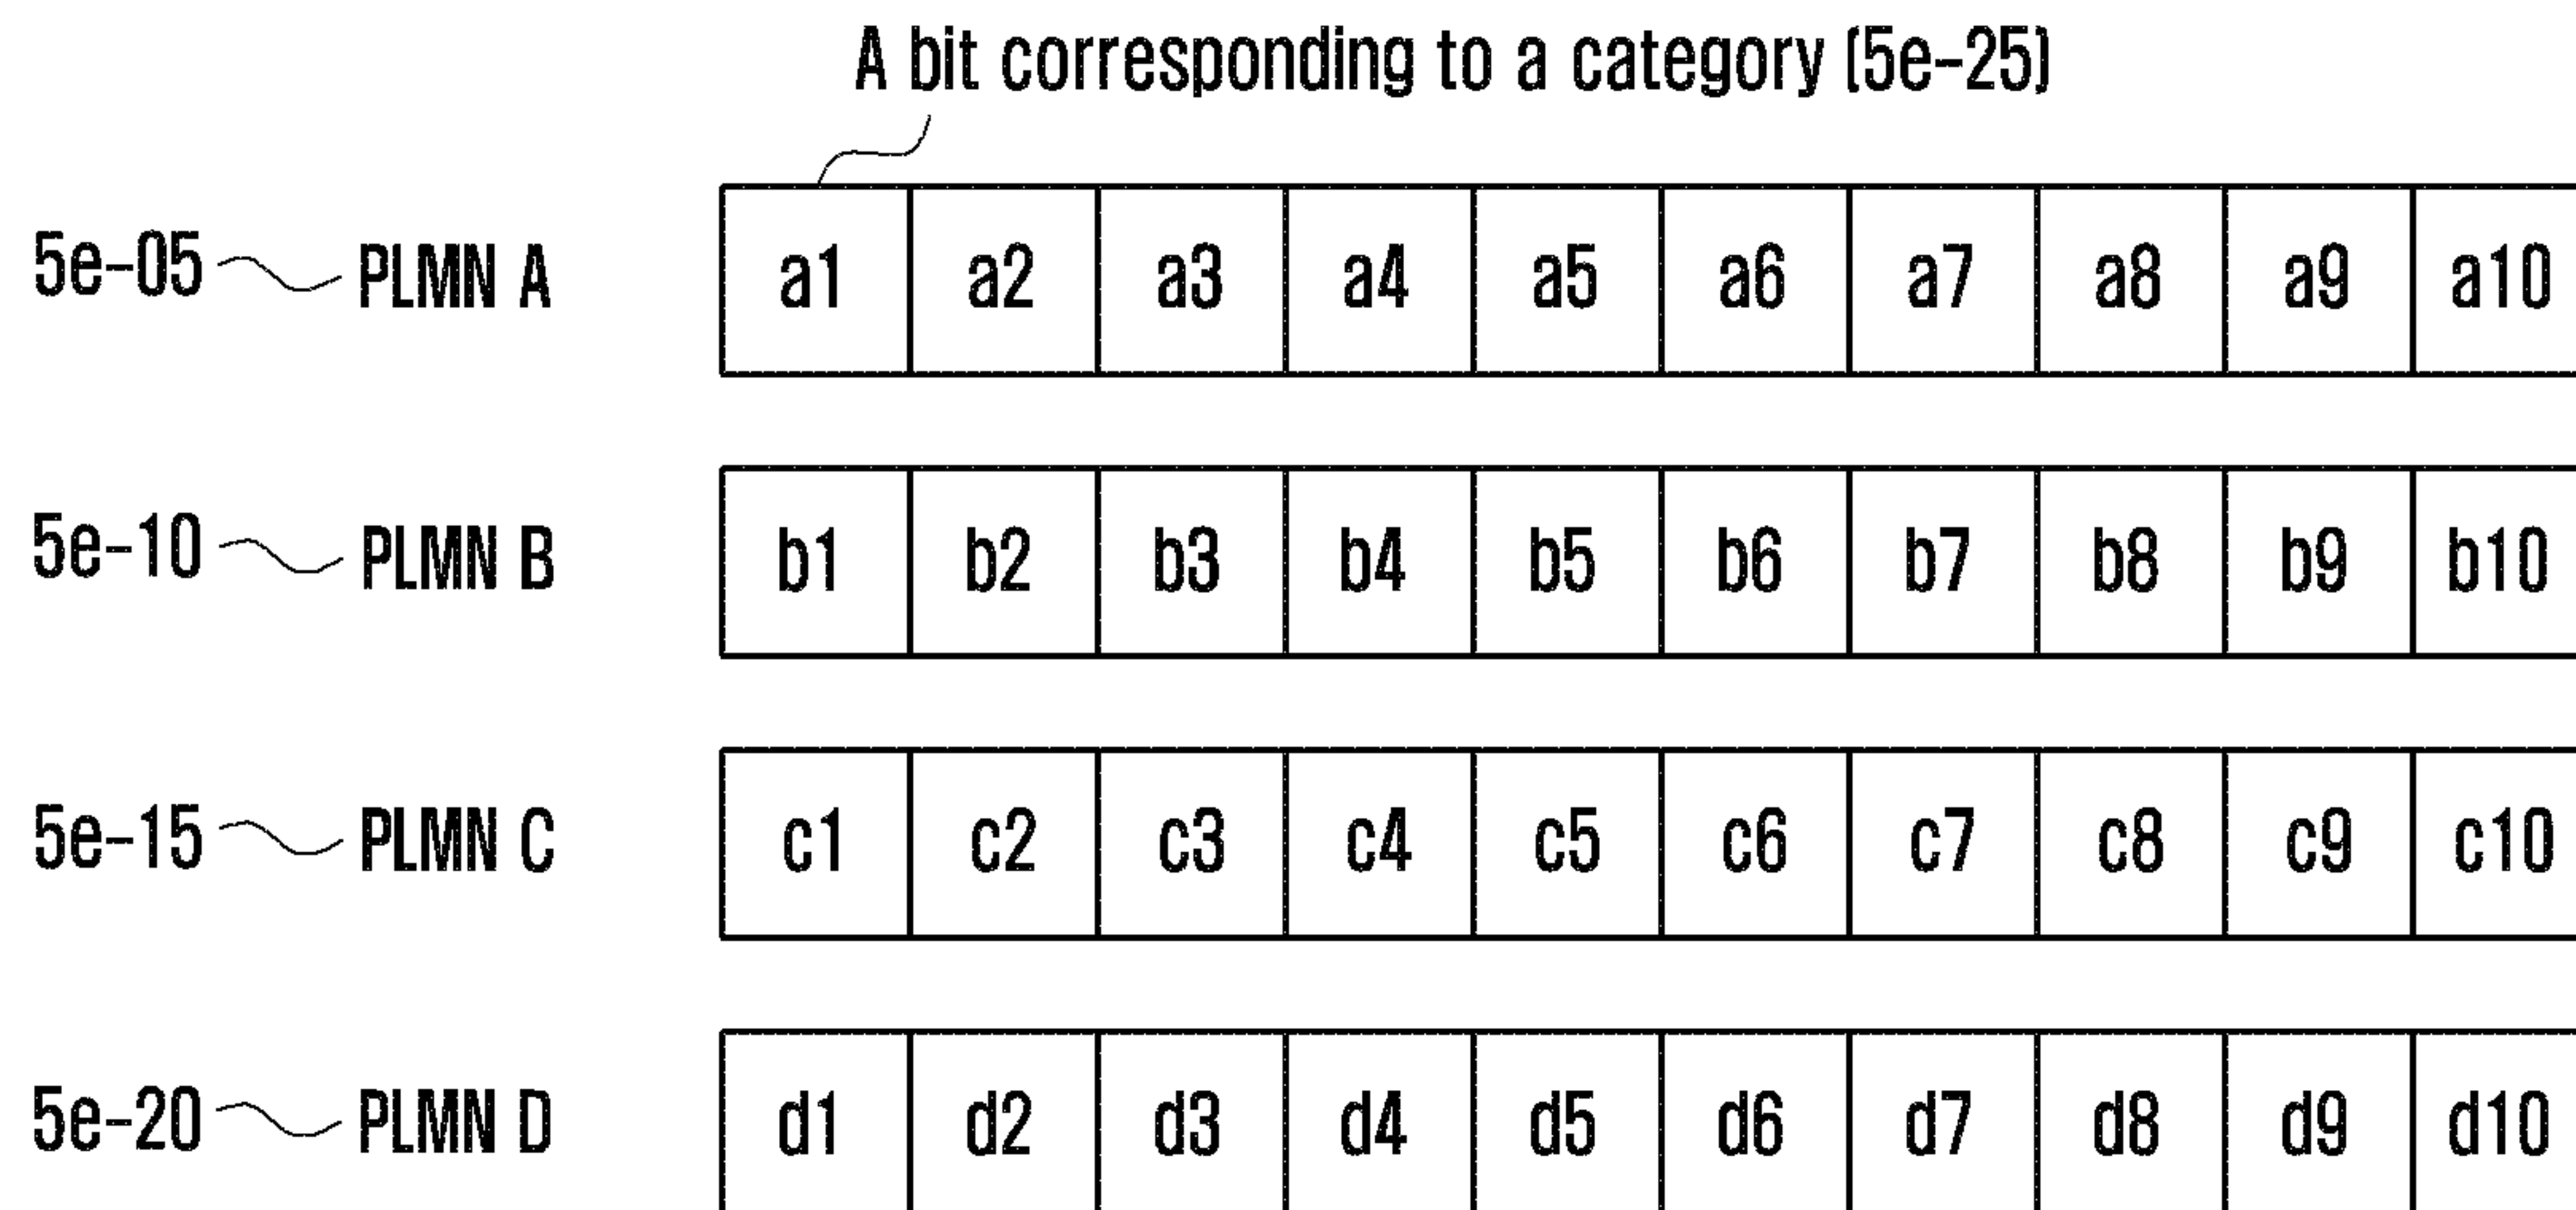 A bit corresponding to a category (5e-25)
5e-05 PLMN A a1 a2 a3 a4 a5 a6 a7 a8 a9 a10
5e-10 PLMN B b1 b2 b3 b4 b5 b6 b7 b8 b9 b10
5e-15 PLMN C c1 c2 c3 c4 c5 c6 c7 c8 c9 c10
5e-20 PLMN D d1 d2 d3 d4 d5 d6 d7 d8 d9 d10